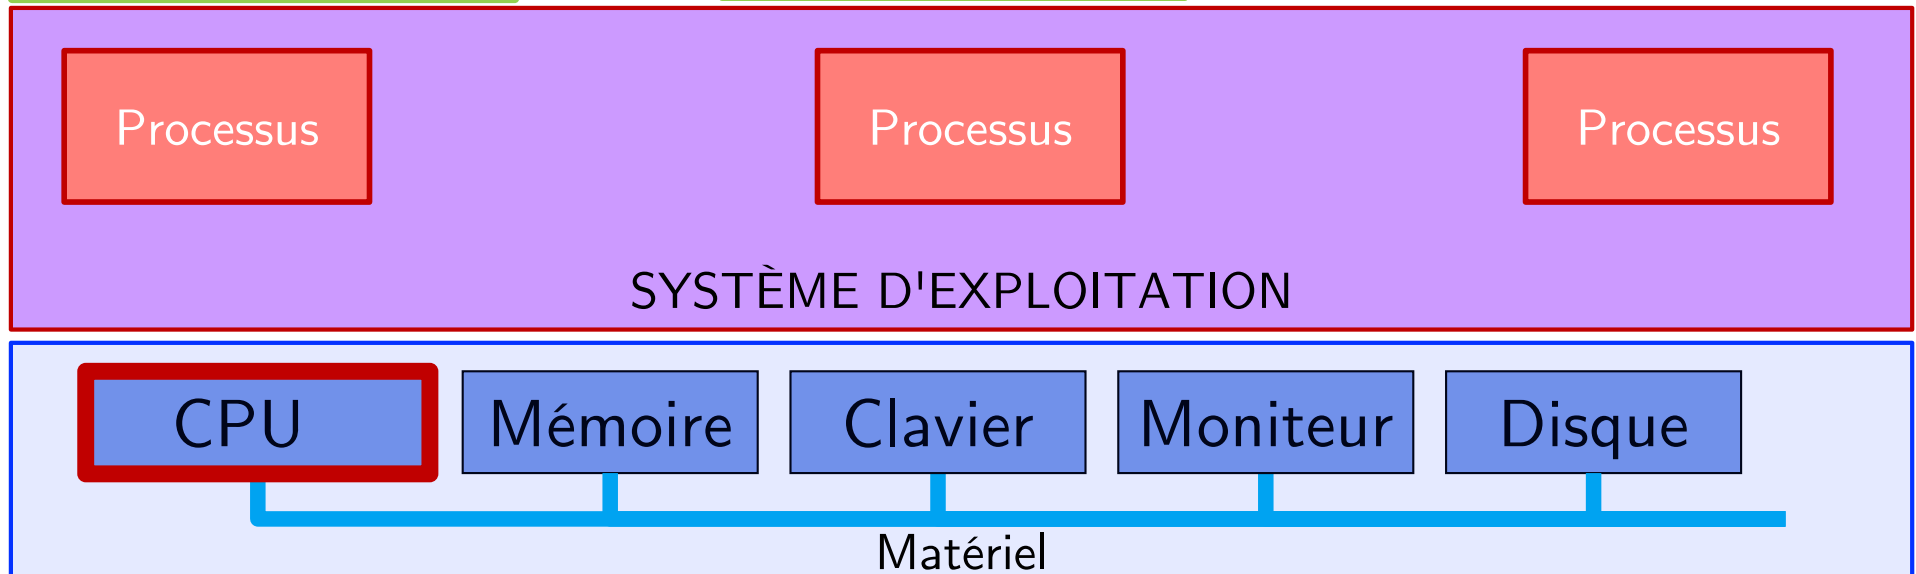 Processus
Processus
Processus
SYSTÈME D'EXPLOITATION
CPU
Mémoire
Clavier
Moniteur
Disque
Matériel